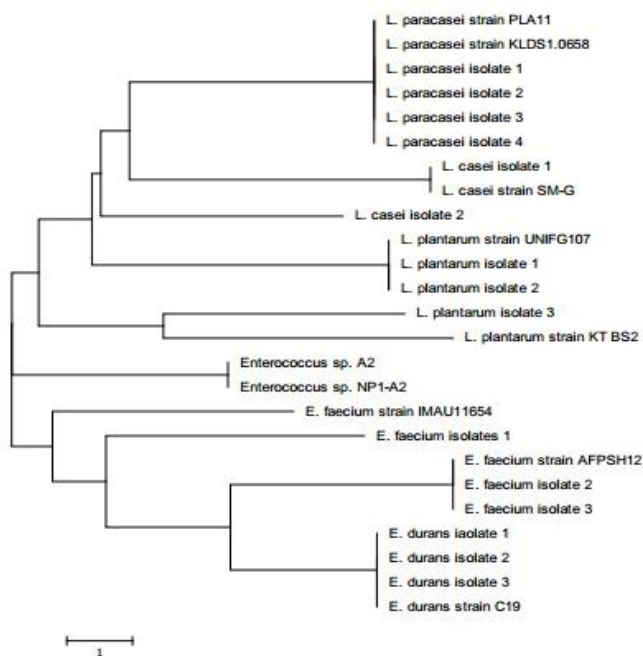 L. paracasei strain PLA11
L. paracasei strain KLDS1.0658
L. paracasei isolate 1
L. paracasei isolate 2
L. paracasei isolate 3
L. paracasei isolate 4
L. casei isolate 1
L. casei strain SM-G
L. casei isolate 2
L. plantarum strain UNIFG107
L. plantarum isolate 1
L. plantarum isolate 2
L. plantarum isolate 3
L. plantarum strain KT BS2
Enterococcus sp. A2
Enterococcus sp. NP1-A2
E. faecium strain IMAU11654
E. faecium isolates 1
E. faecium strain AFPSH12
E. faecium isolate 2
E. faecium isolate 3
E. durans iaolate 1
E. durans isolate 2
E. durans isolate 3
E. durans strain C19
1